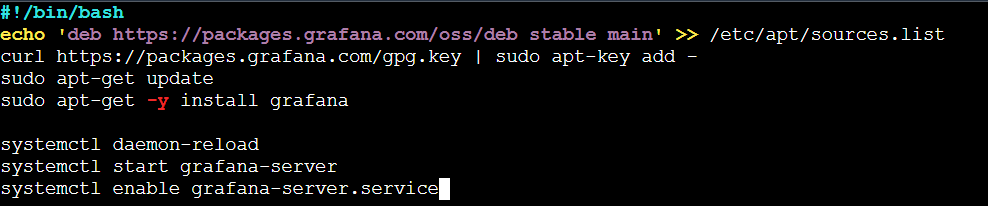 #!/bin/bash
echo 'deb https://packages.grafana.com/oss/deb stable main' >> /etc/apt/sources.list
curl https://packages.grafana.com/gpg.key | sudo apt-key add -
sudo apt-get update
sudo apt-get -y install grafana

systemctl daemon-reload
systemctl start grafana-server
systemctl enable grafana-server.service